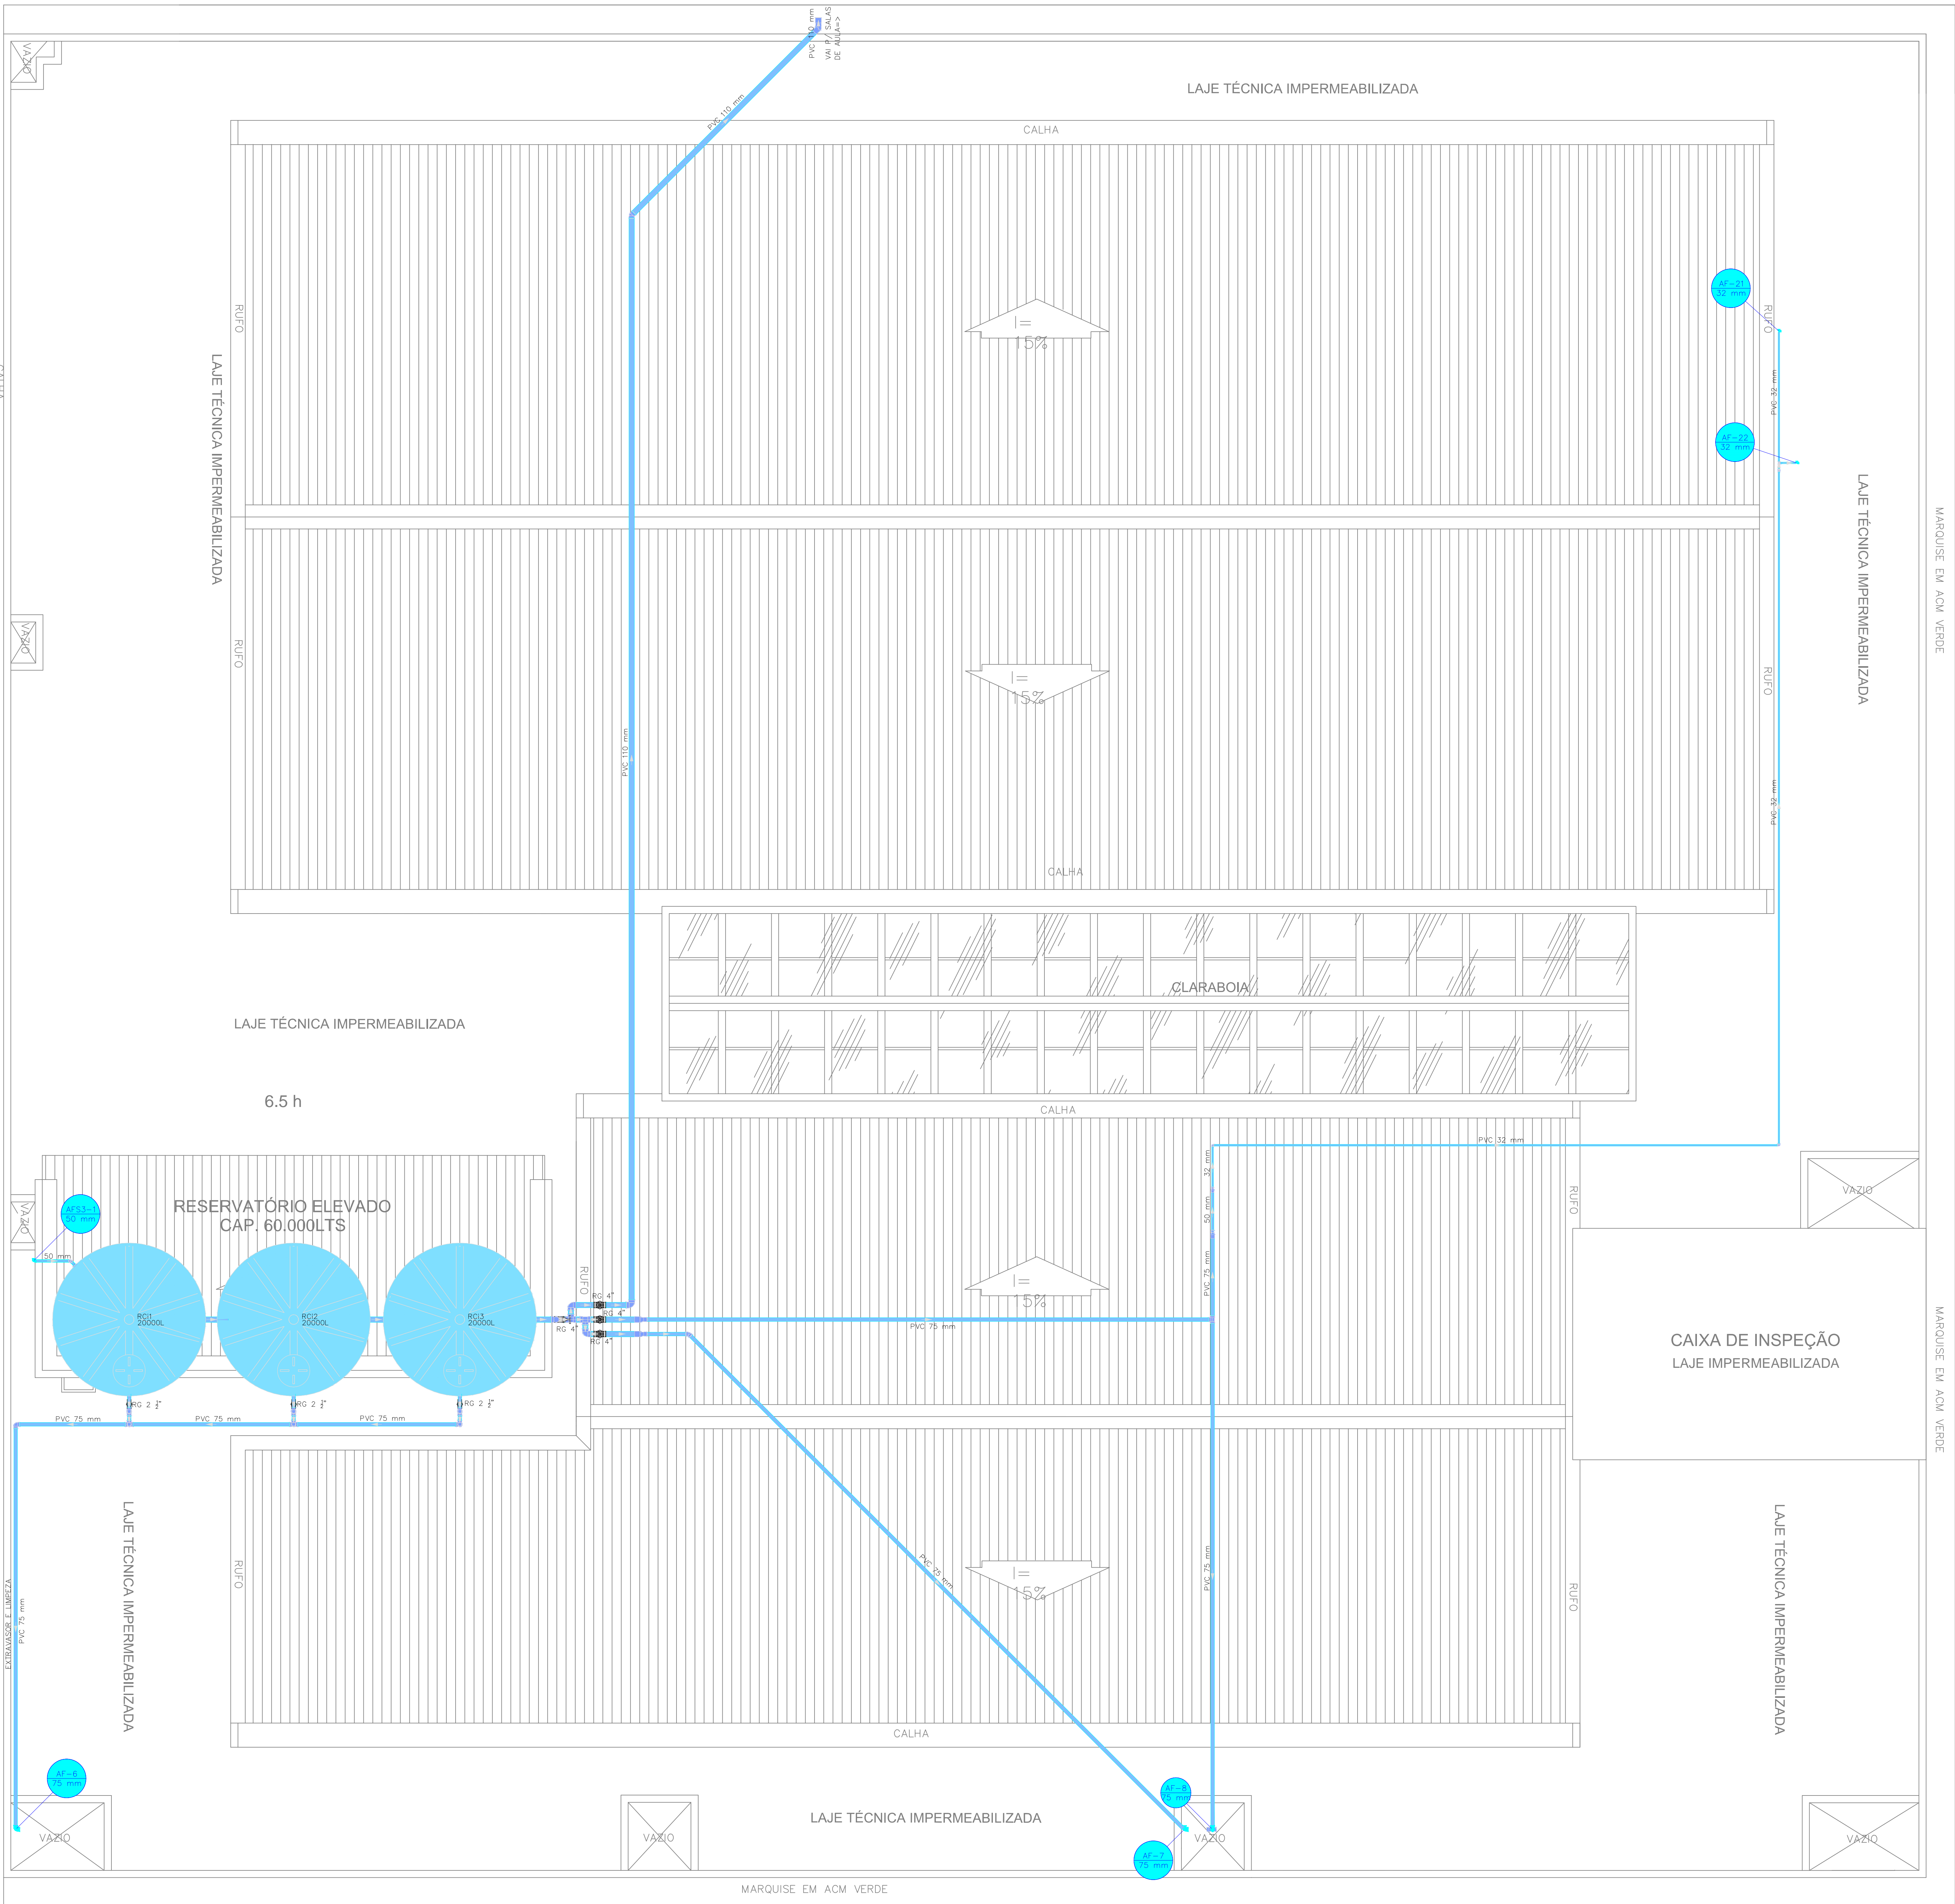 PVC 110 mm
VAI P/ SALAS
DE AULA=>
VAZIO
LAJE TÉCNICA IMPERMEABILIZADA
PVC 110 mm
CALHA
AF-21
32 mm
RUFO
RUFO
I=
15%
CALHA
LAJE TÉCNICA IMPERMEABILIZADA
PVC 32 mm
AF-22
32 mm
LAJE TÉCNICA IMPERMEABILIZADA
MARQUISE EM ACM VERDE
VAZIO
RUFO
RUFO
I=
15%
PVC 110 mm
PVC 32 mm
CALHA
CLARABOIA
LAJE TÉCNICA IMPERMEABILIZADA
6.5 h
CALHA
PVC 32 mm
32 mm
50 mm
PVC 75 mm
RUFO
VAZIO
RESERVATÓRIO ELEVADO
CAP. 60.000LTS
AFS3-1
50 mm
VAZIO
50 mm
RUFO
I=
15%
RCi1
20000L
RCi2
20000L
RCi3
20000L
RG 4"
RG 4"
RG 4"
RG 4"
PVC 75 mm
CAIXA DE INSPEÇÃO
LAJE IMPERMEABILIZADA
MARQUISE EM ACM VERDE
RG 2 ½"
RG 2 ½"
RG 2 ½"
PVC 75 mm
PVC 75 mm
PVC 75 mm
EXTRAVASOR E LIMPEZA
PVC 75 mm
LAJE TÉCNICA IMPERMEABILIZADA
RUFO
PVC 75 mm
I=
15%
PVC 75 mm
RUFO
LAJE TÉCNICA IMPERMEABILIZADA
CALHA
AF-6
75 mm
VAZIO
VAZIO
LAJE TÉCNICA IMPERMEABILIZADA
AF-8
75 mm
VAZIO
AF-7
75 mm
VAZIO
MARQUISE EM ACM VERDE